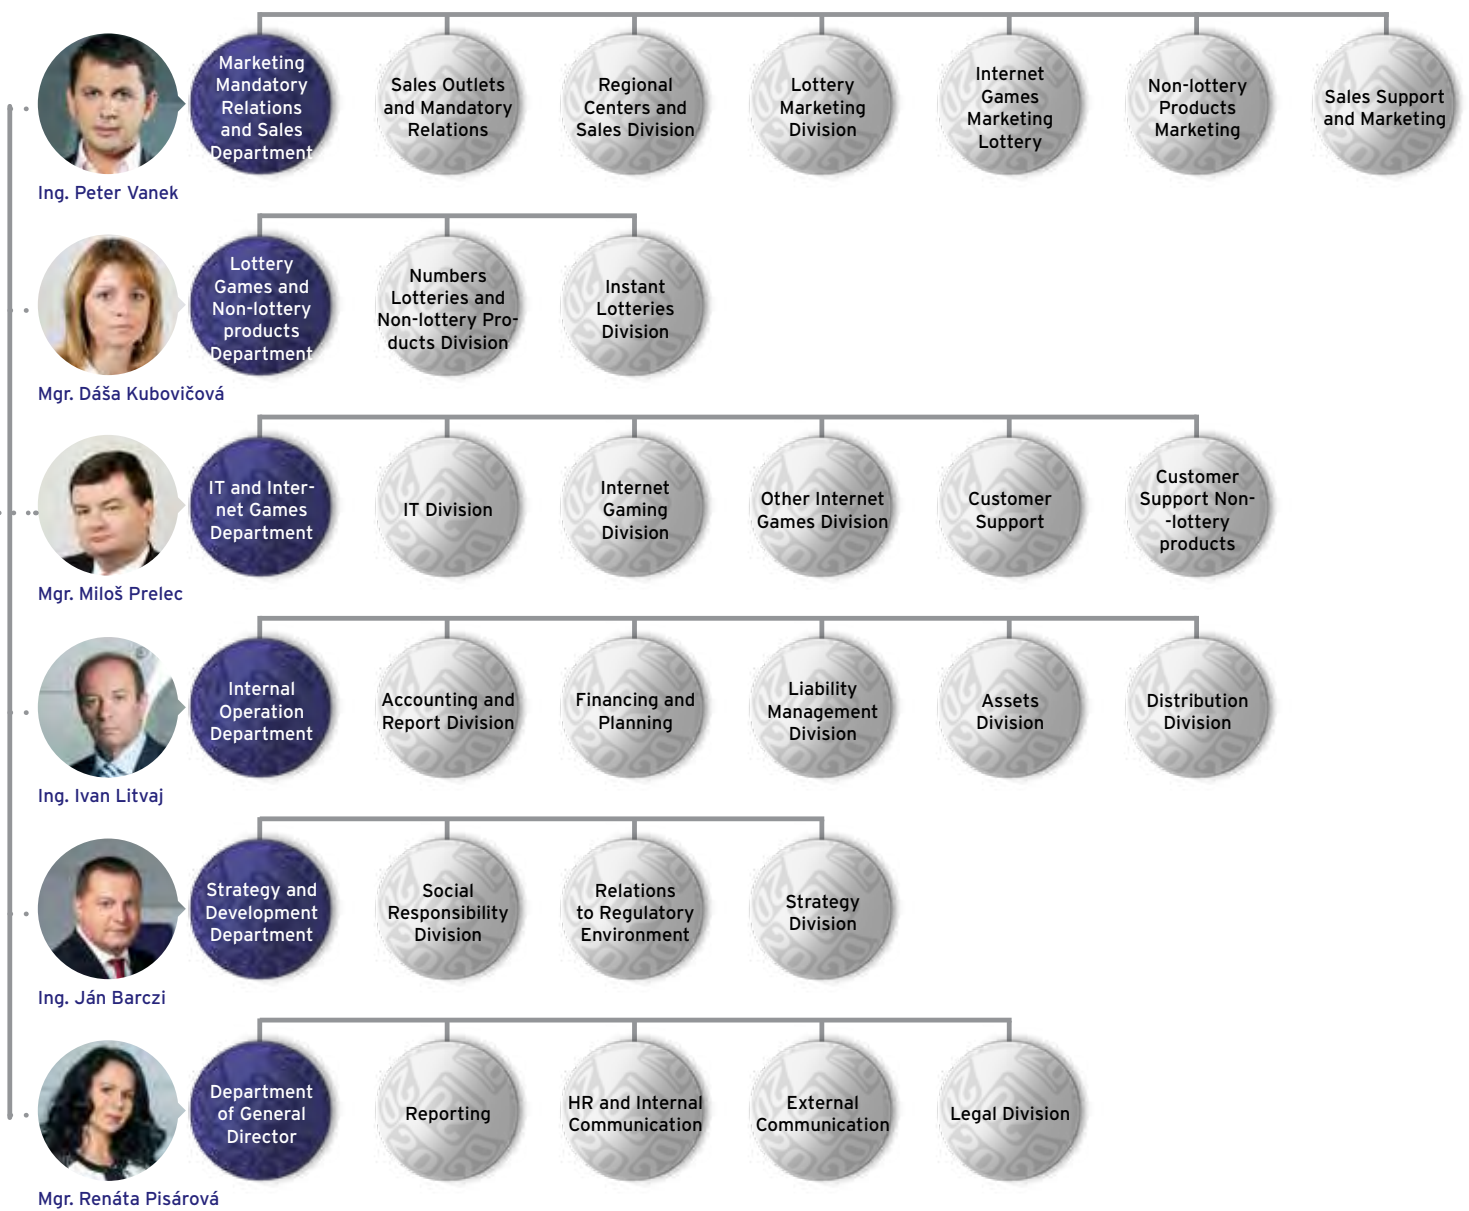 Marketing
Mandatory
Relations
and Sales
Department
Sales Outlets
and Mandatory
Relations
Regional
Centers and
Sales Division
Lottery
Marketing
Division
Internet
Games
Marketing
Lottery
Non-lottery
Products
Marketing
Sales Support
and Marketing
Ing. Peter Vanek
Lottery
Games and
Non-lottery
products
Department
Numbers
Lotteries and
Non-lottery Pro-
ducts Division
Instant
Lotteries
Division
Mgr. Dáša Kubovičová
IT and Inter-
net Games
Department
IT Division
Internet
Gaming
Division
Other Internet
Games Division
Customer
Support
Customer
Support Non-
-lottery
products
Mgr. Miloš Prelec
Internal
Operation
Department
Accounting and
Report Division
Financing and
Planning
Liability
Management
Division
Assets
Division
Distribution
Division
Ing. Ivan Litvaj
Strategy and
Development
Department
Social
Responsibility
Division
Relations
to Regulatory
Environment
Strategy
Division
Ing. Ján Barczi
Department
of General
Director
Reporting
HR and Internal
Communication
External
Communication
Legal Division
Mgr. Renáta Pisárová